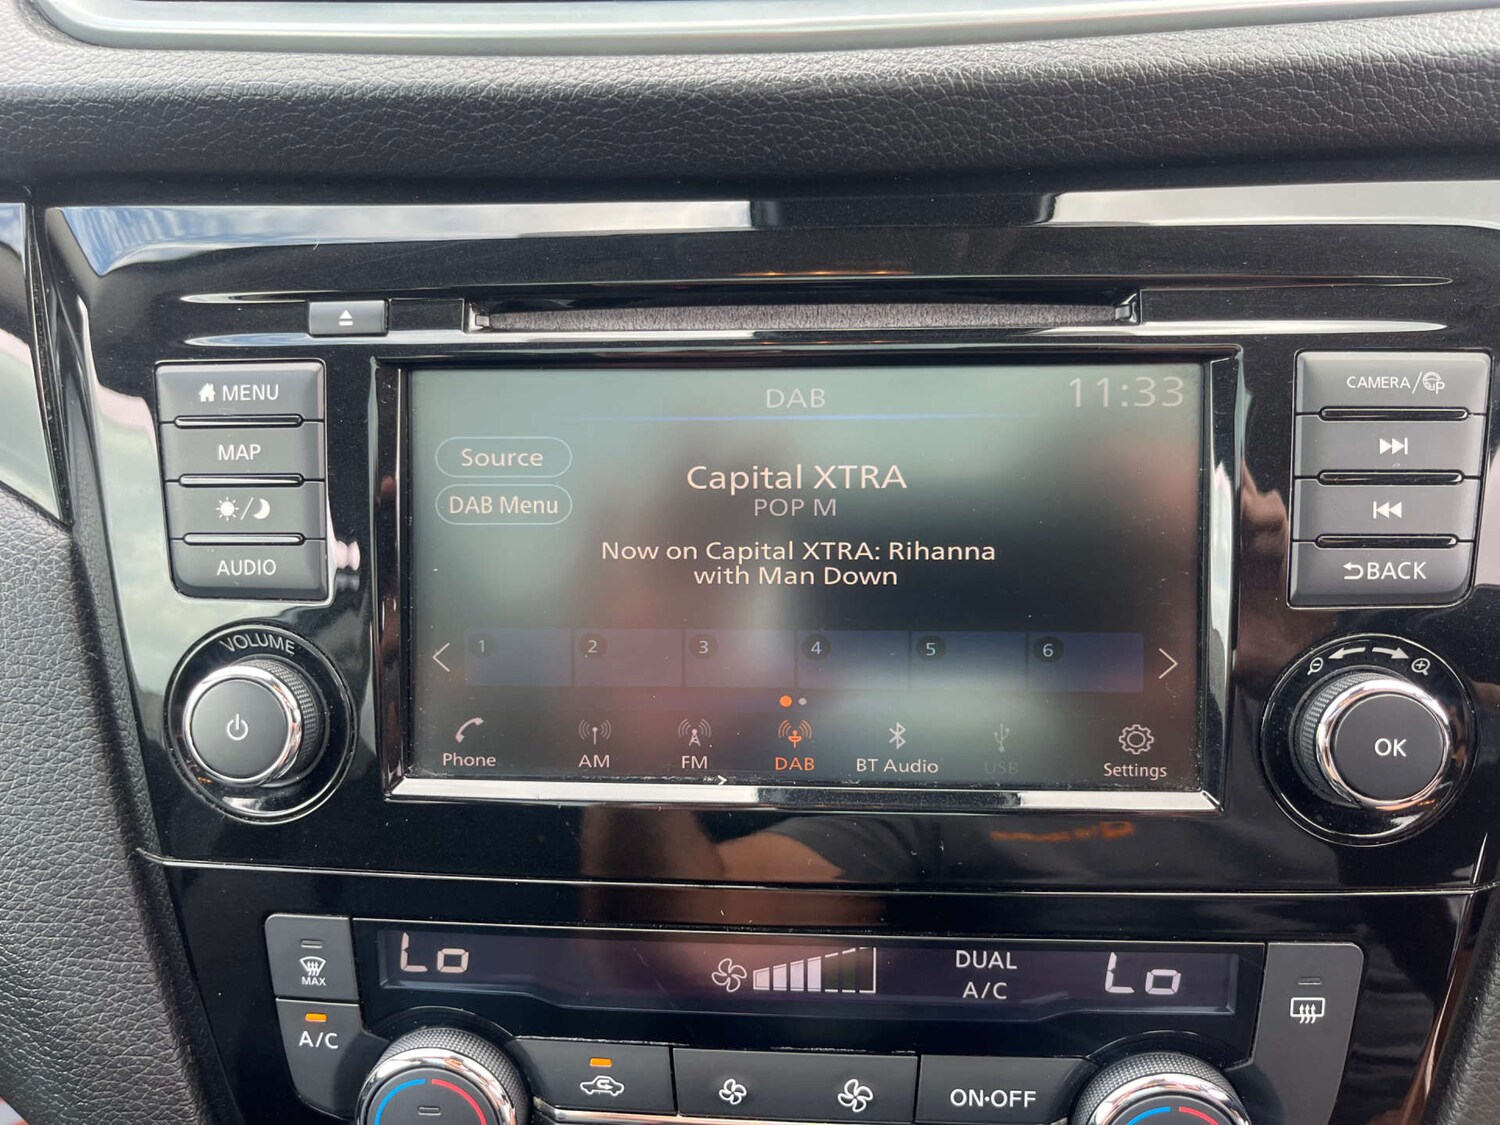 MENU
MAP
AUDIO
VOLUME
DAB
11:33
Source
DAB Menu
Capital XTRA
POP M
Now on Capital XTRA: Rihanna
with Man Down
1 2 3 4 5 6
Phone AM FM DAB BT Audio USB Settings
CAMERA/
BACK
OK
Lo
DUAL
A/C
Lo
MAX
A/C
ON·OFF